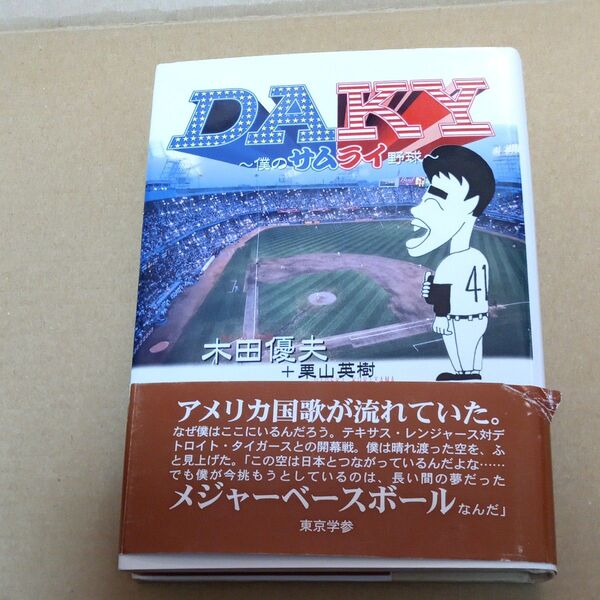 DAKY
～僕のサムライ野球～
41
木田優夫
＋栗山英樹
アメリカ国歌が流れていた。
なぜ僕はここにいるんだろう。テキサス・レンジャース対デ
トロイト・タイガースとの開幕戦。僕は晴れ渡った空を、ふ
と見上げた。「この空は日本とつながっているんだよな……
でも僕が今挑もうとしているのは、長い間の夢だった
メジャーベースボールなんだ」
東京学参